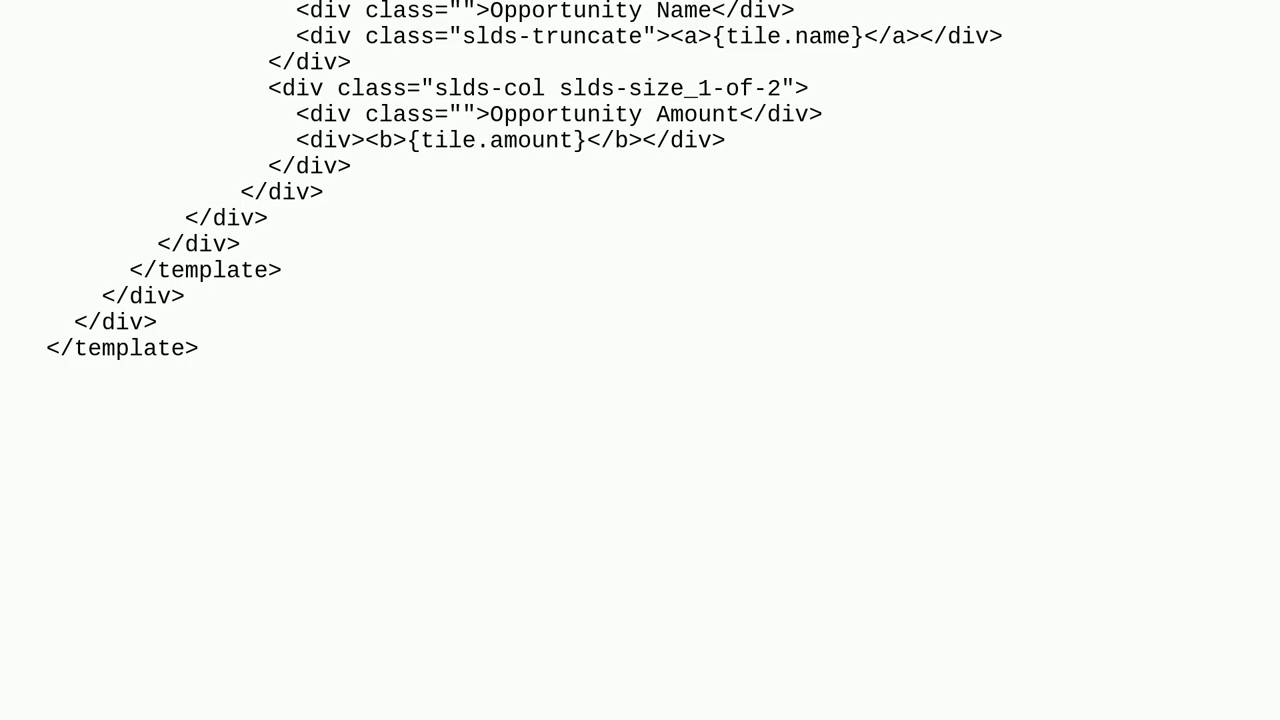 <div class="">Opportunity Name</div>
<div class="slds-truncate"><a>{tile.name}</a></div>
</div>
<div class="slds-col slds-size_1-of-2">
<div class="">Opportunity Amount</div>
<div><b>{tile.amount}</b></div>
</div>
</div>
</div>
</div>
</template>
</div>
</div>
</template>